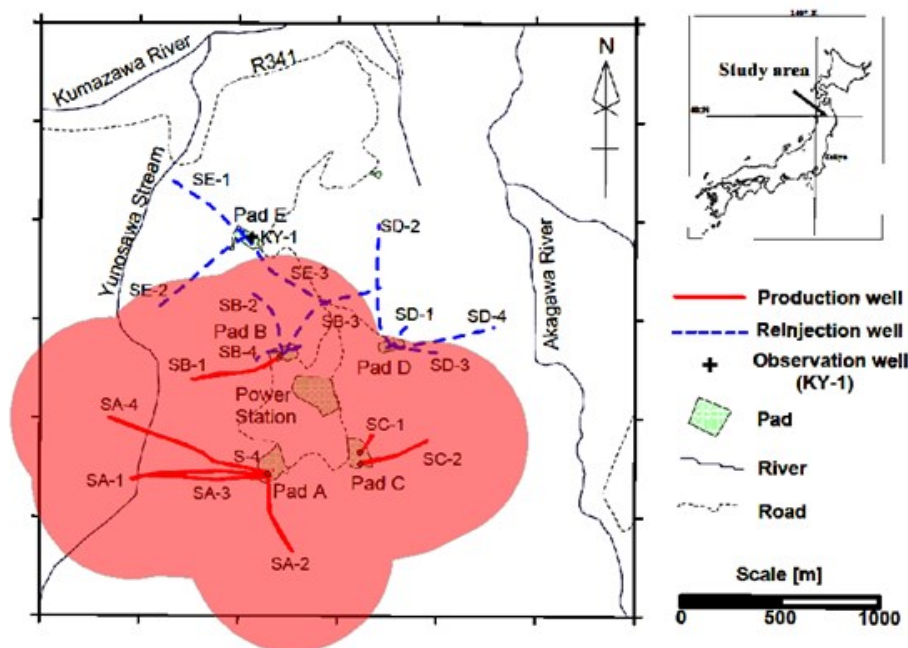 Kumazawa River
R341
N
Yunosawa Stream
SE-1
Pad E
KY-1
SD-2
SE-2
SE-3
SB-2
SD-1
SD-4
Pad B
SB-3
SB-4
Pad D
SD-3
SB-1
Akagawa River
Power
Station
SA-4
SC-1
S-4
SC-2
SA-1
SA-3
Pad A
Pad C
SA-2
Study area
Production well
Reinjection well
Observation well
(KY-1)
Pad
River
Road
Scale [m]
0 500 1000